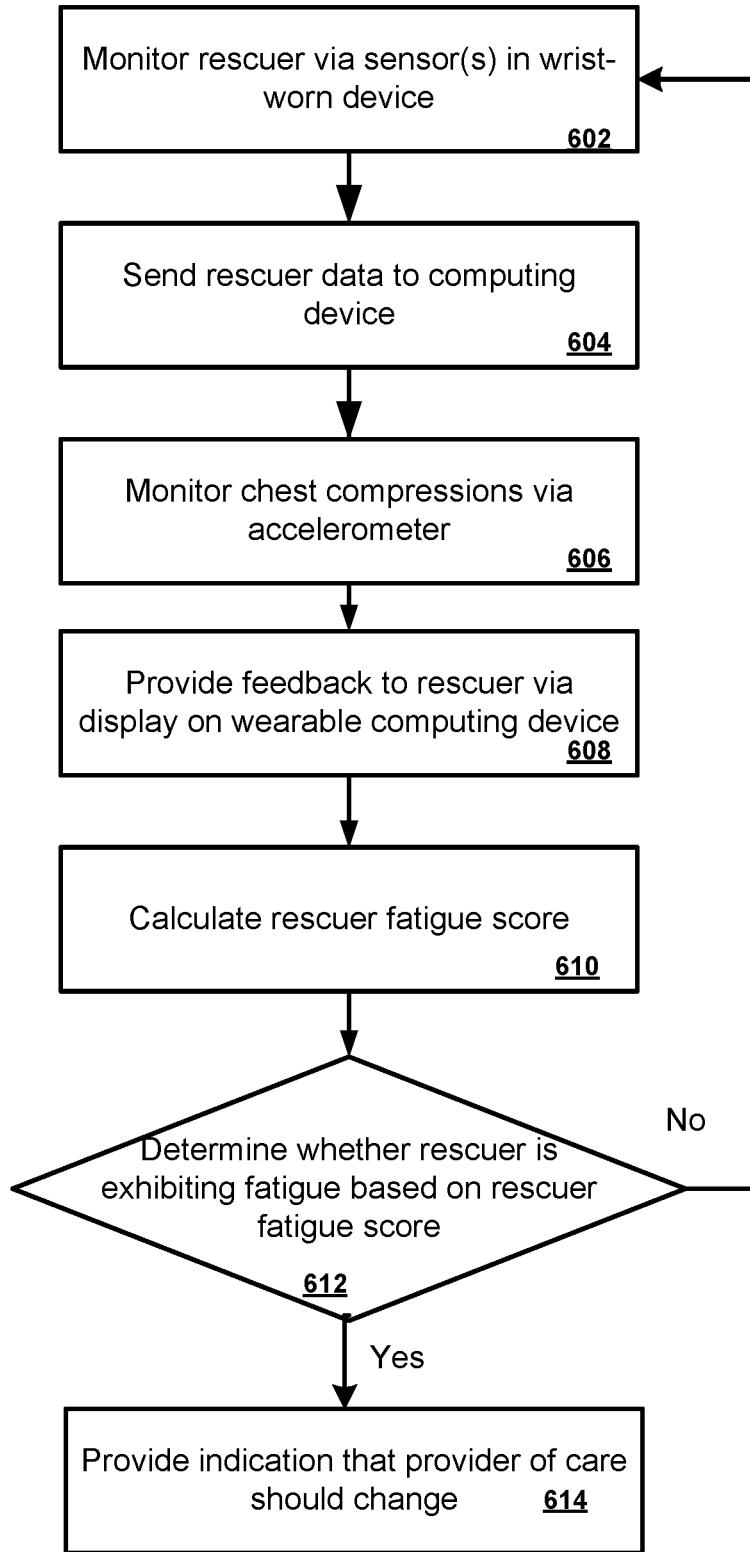 Monitor rescuer via sensor(s) in wrist-
worn device
602
Send rescuer data to computing
device
604
Monitor chest compressions via
accelerometer
606
Provide feedback to rescuer via
display on wearable computing device
608
Calculate rescuer fatigue score
610
No
Determine whether rescuer is
exhibiting fatigue based on rescuer
fatigue score
612
Yes
Provide indication that provider of care
should change 614